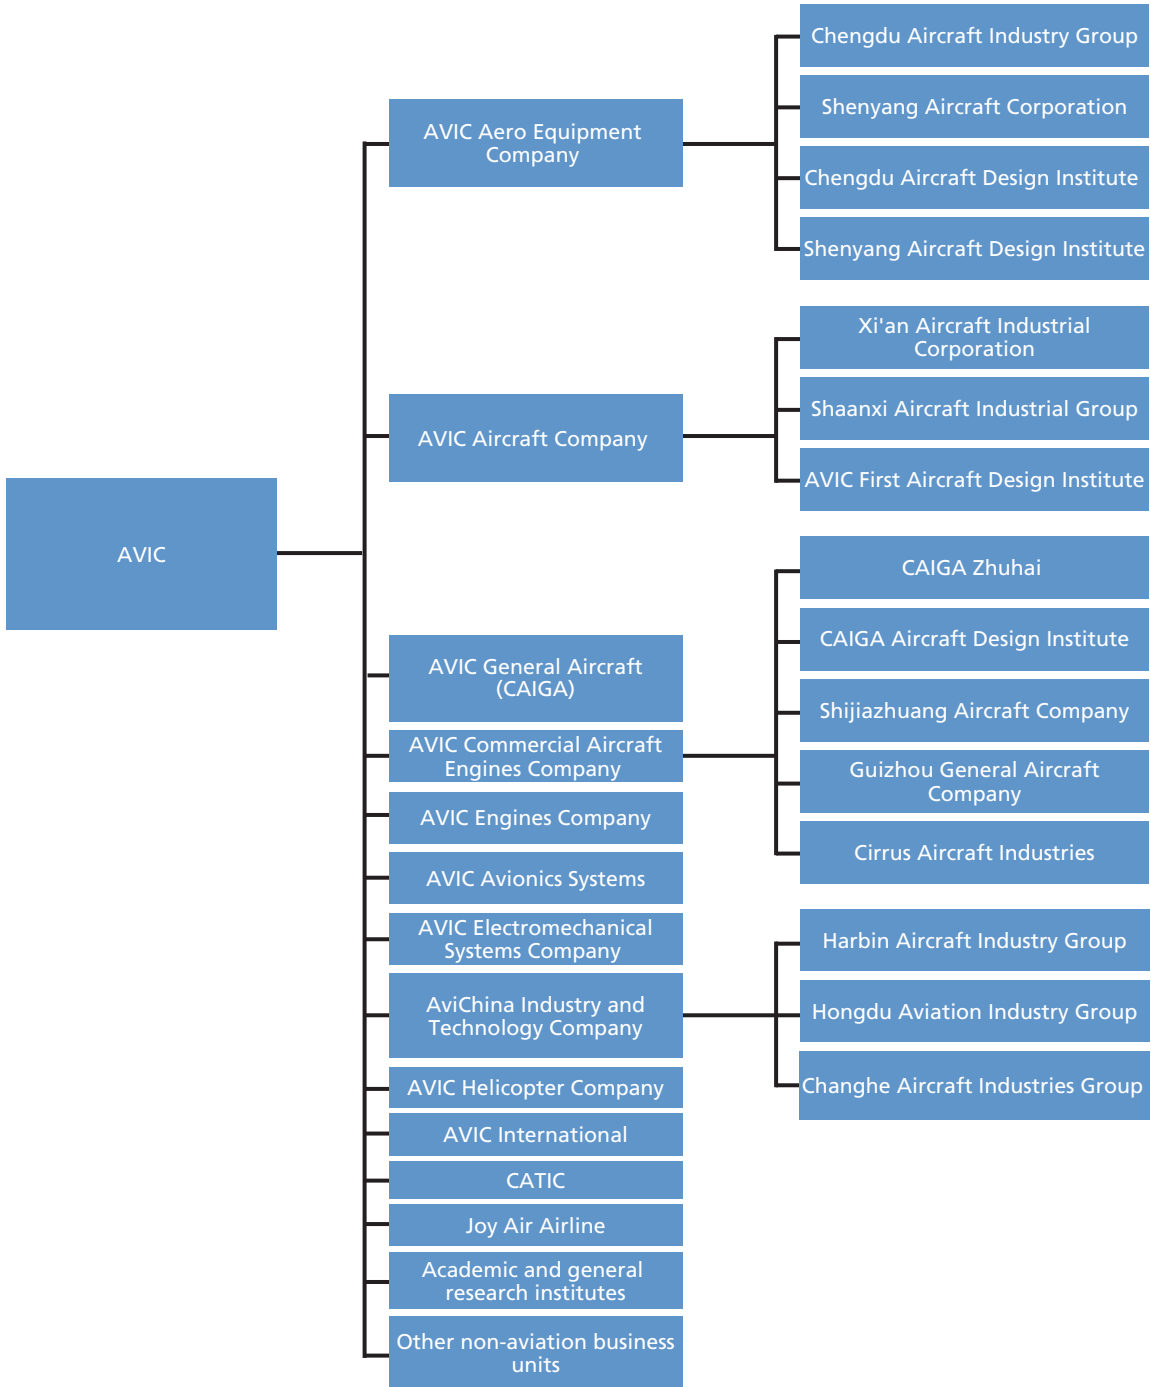 AVIC
AVIC Aero Equipment
Company
Chengdu Aircraft Industry Group
Shenyang Aircraft Corporation
Chengdu Aircraft Design Institute
Shenyang Aircraft Design Institute
AVIC Aircraft Company
Xi'an Aircraft Industrial
Corporation
Shaanxi Aircraft Industrial Group
AVIC First Aircraft Design Institute
AVIC General Aircraft
(CAIGA)
AVIC Commercial Aircraft
Engines Company
CAIGA Zhuhai
CAIGA Aircraft Design Institute
Shijiazhuang Aircraft Company
Guizhou General Aircraft
Company
Cirrus Aircraft Industries
AVIC Engines Company
AVIC Avionics Systems
AVIC Electromechanical
Systems Company
AviChina Industry and
Technology Company
Harbin Aircraft Industry Group
Hongdu Aviation Industry Group
Changhe Aircraft Industries Group
AVIC Helicopter Company
AVIC International
CATIC
Joy Air Airline
Academic and general
research institutes
Other non-aviation business
units